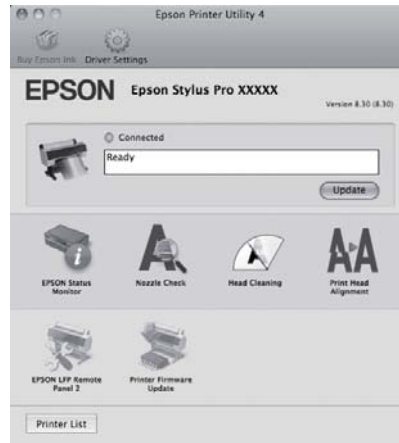 Epson Printer Utility 4
Buy Epson Ink
Driver Settings
EPSON
Epson Stylus Pro XXXXX
Version 8.30 (8.30)
Connected
Ready
Update
EPSON Status
Monitor
Nozzle Check
Head Cleaning
Print Head
Alignment
EPSON LFP Remote
Panel 2
Printer Firmware
Update
Printer List